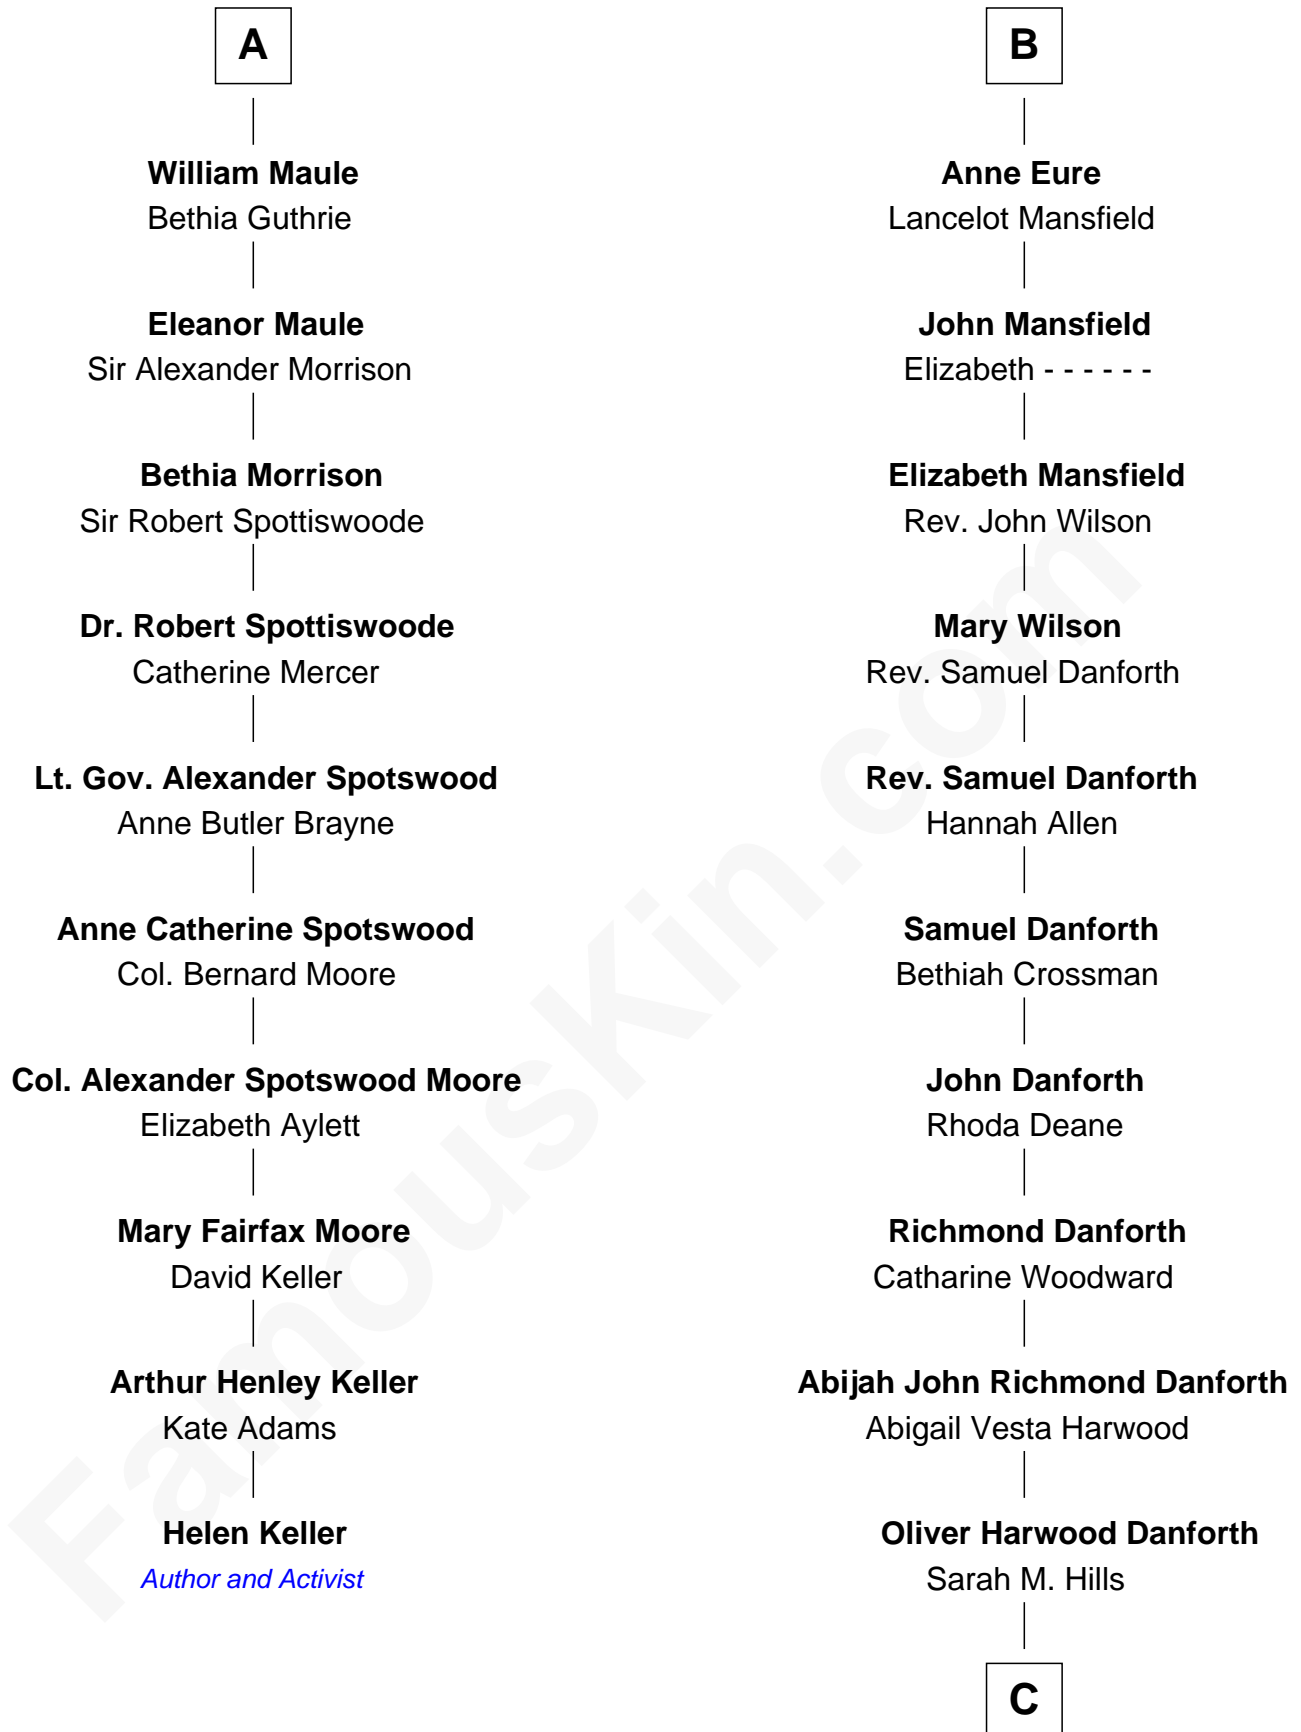 A
William Maule
Bethia Guthrie
Eleanor Maule
Sir Alexander Morrison
Bethia Morrison
Sir Robert Spottiswoode
Dr. Robert Spottiswoode
Catherine Mercer
Lt. Gov. Alexander Spotswood
Anne Butler Brayne
Anne Catherine Spotswood
Col. Bernard Moore
Col. Alexander Spotswood Moore
Elizabeth Aylett
Mary Fairfax Moore
David Keller
Arthur Henley Keller
Kate Adams
Helen Keller
Author and Activist
B
Anne Eure
Lancelot Mansfield
John Mansfield
Elizabeth - - - - - -
Elizabeth Mansfield
Rev. John Wilson
Mary Wilson
Rev. Samuel Danforth
Rev. Samuel Danforth
Hannah Allen
Samuel Danforth
Bethiah Crossman
John Danforth
Rhoda Deane
Richmond Danforth
Catharine Woodward
Abijah John Richmond Danforth
Abigail Vesta Harwood
Oliver Harwood Danforth
Sarah M. Hills
C
FamousKin.com